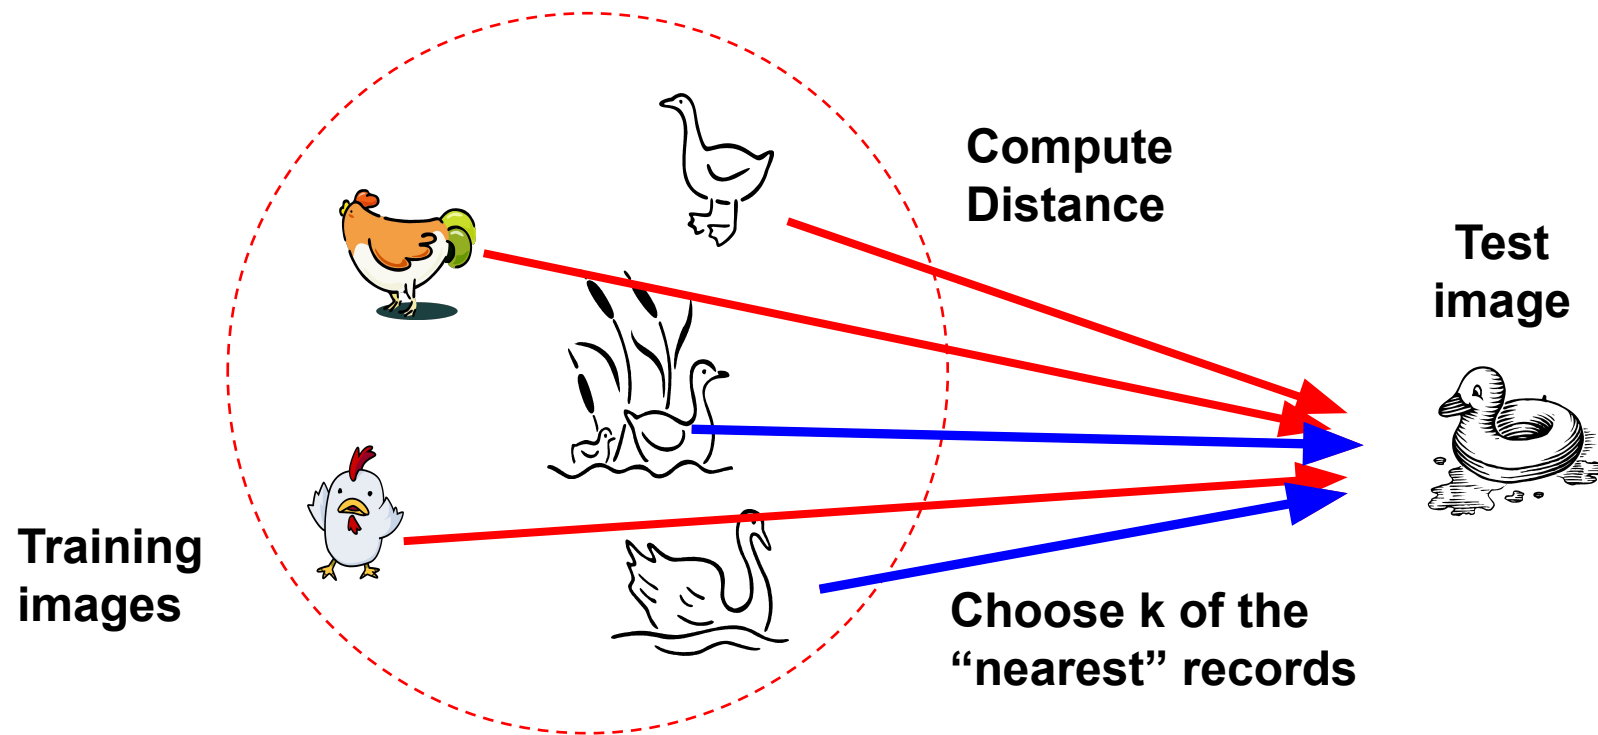 Compute
Distance
Test
image
Training
images
Choose k of the
“nearest” records